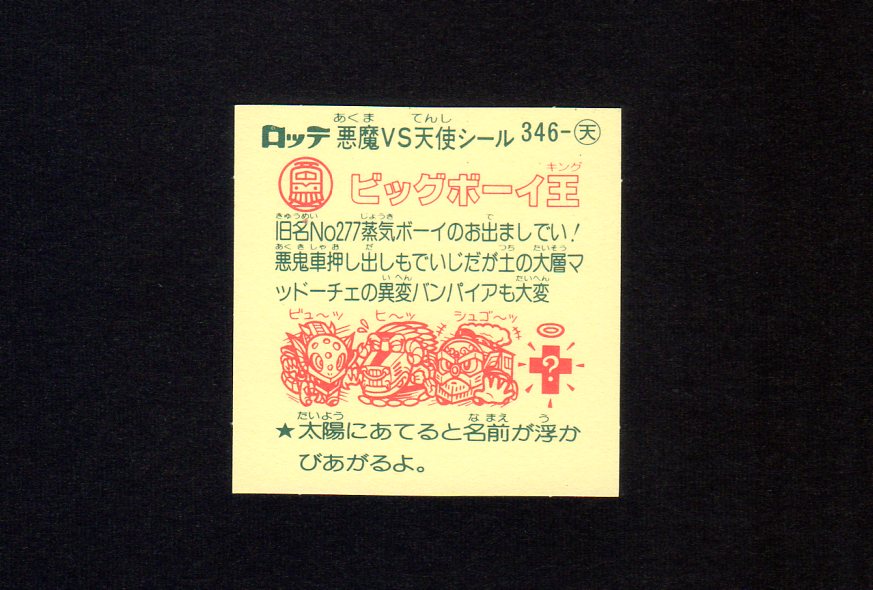 あくま てんし
ロッテ 悪魔VS天使シール 346-天
キング
ビッグボーイ王
きゅうめい じょうき で
旧名No277蒸気ボーイのお出ましでい!
あくきしゃお だ つち たいそう
悪鬼車押し出しもでいじだが土の大層マ
いへん たいへん
ッドーチェの異変バンパイアも大変
ビュ〜ッ ヒ〜ッ シュゴ〜ッ
?
たいよう なまえ う
★太陽にあてると名前が浮か
びあがるよ。